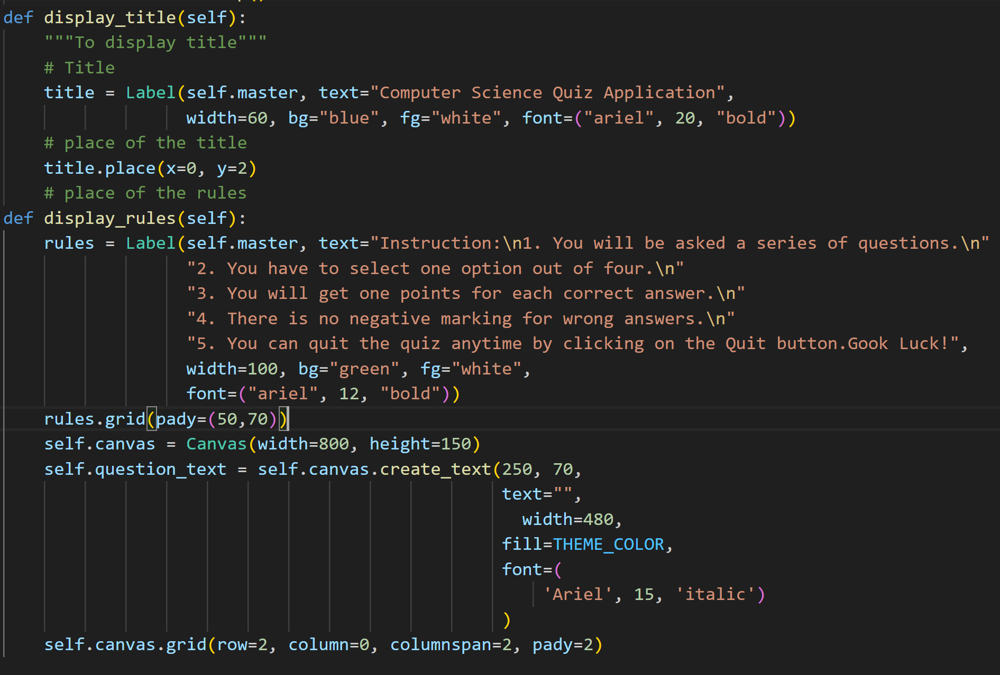 def display_title(self):
    """To display title"""
    # Title
    title = Label(self.master, text="Computer Science Quiz Application",
                  width=60, bg="blue", fg="white", font=("ariel", 20, "bold"))
    # place of the title
    title.place(x=0, y=2)
    # place of the rules
def display_rules(self):
    rules = Label(self.master, text="Instruction:\n1. You will be asked a series of questions.\n"
                  "2. You have to select one option out of four.\n"
                  "3. You will get one points for each correct answer.\n"
                  "4. There is no negative marking for wrong answers.\n"
                  "5. You can quit the quiz anytime by clicking on the Quit button.Gook Luck!",
                  width=100, bg="green", fg="white",
                  font=("ariel", 12, "bold"))
    rules.grid(pady=(50,70))
    self.canvas = Canvas(width=800, height=150)
    self.question_text = self.canvas.create_text(250, 70,
                                                 text="",
                                                   width=480,
                                                 fill=THEME_COLOR,
                                                 font=(
                                                     'Ariel', 15, 'italic')
                                                 )
    self.canvas.grid(row=2, column=0, columnspan=2, pady=2)